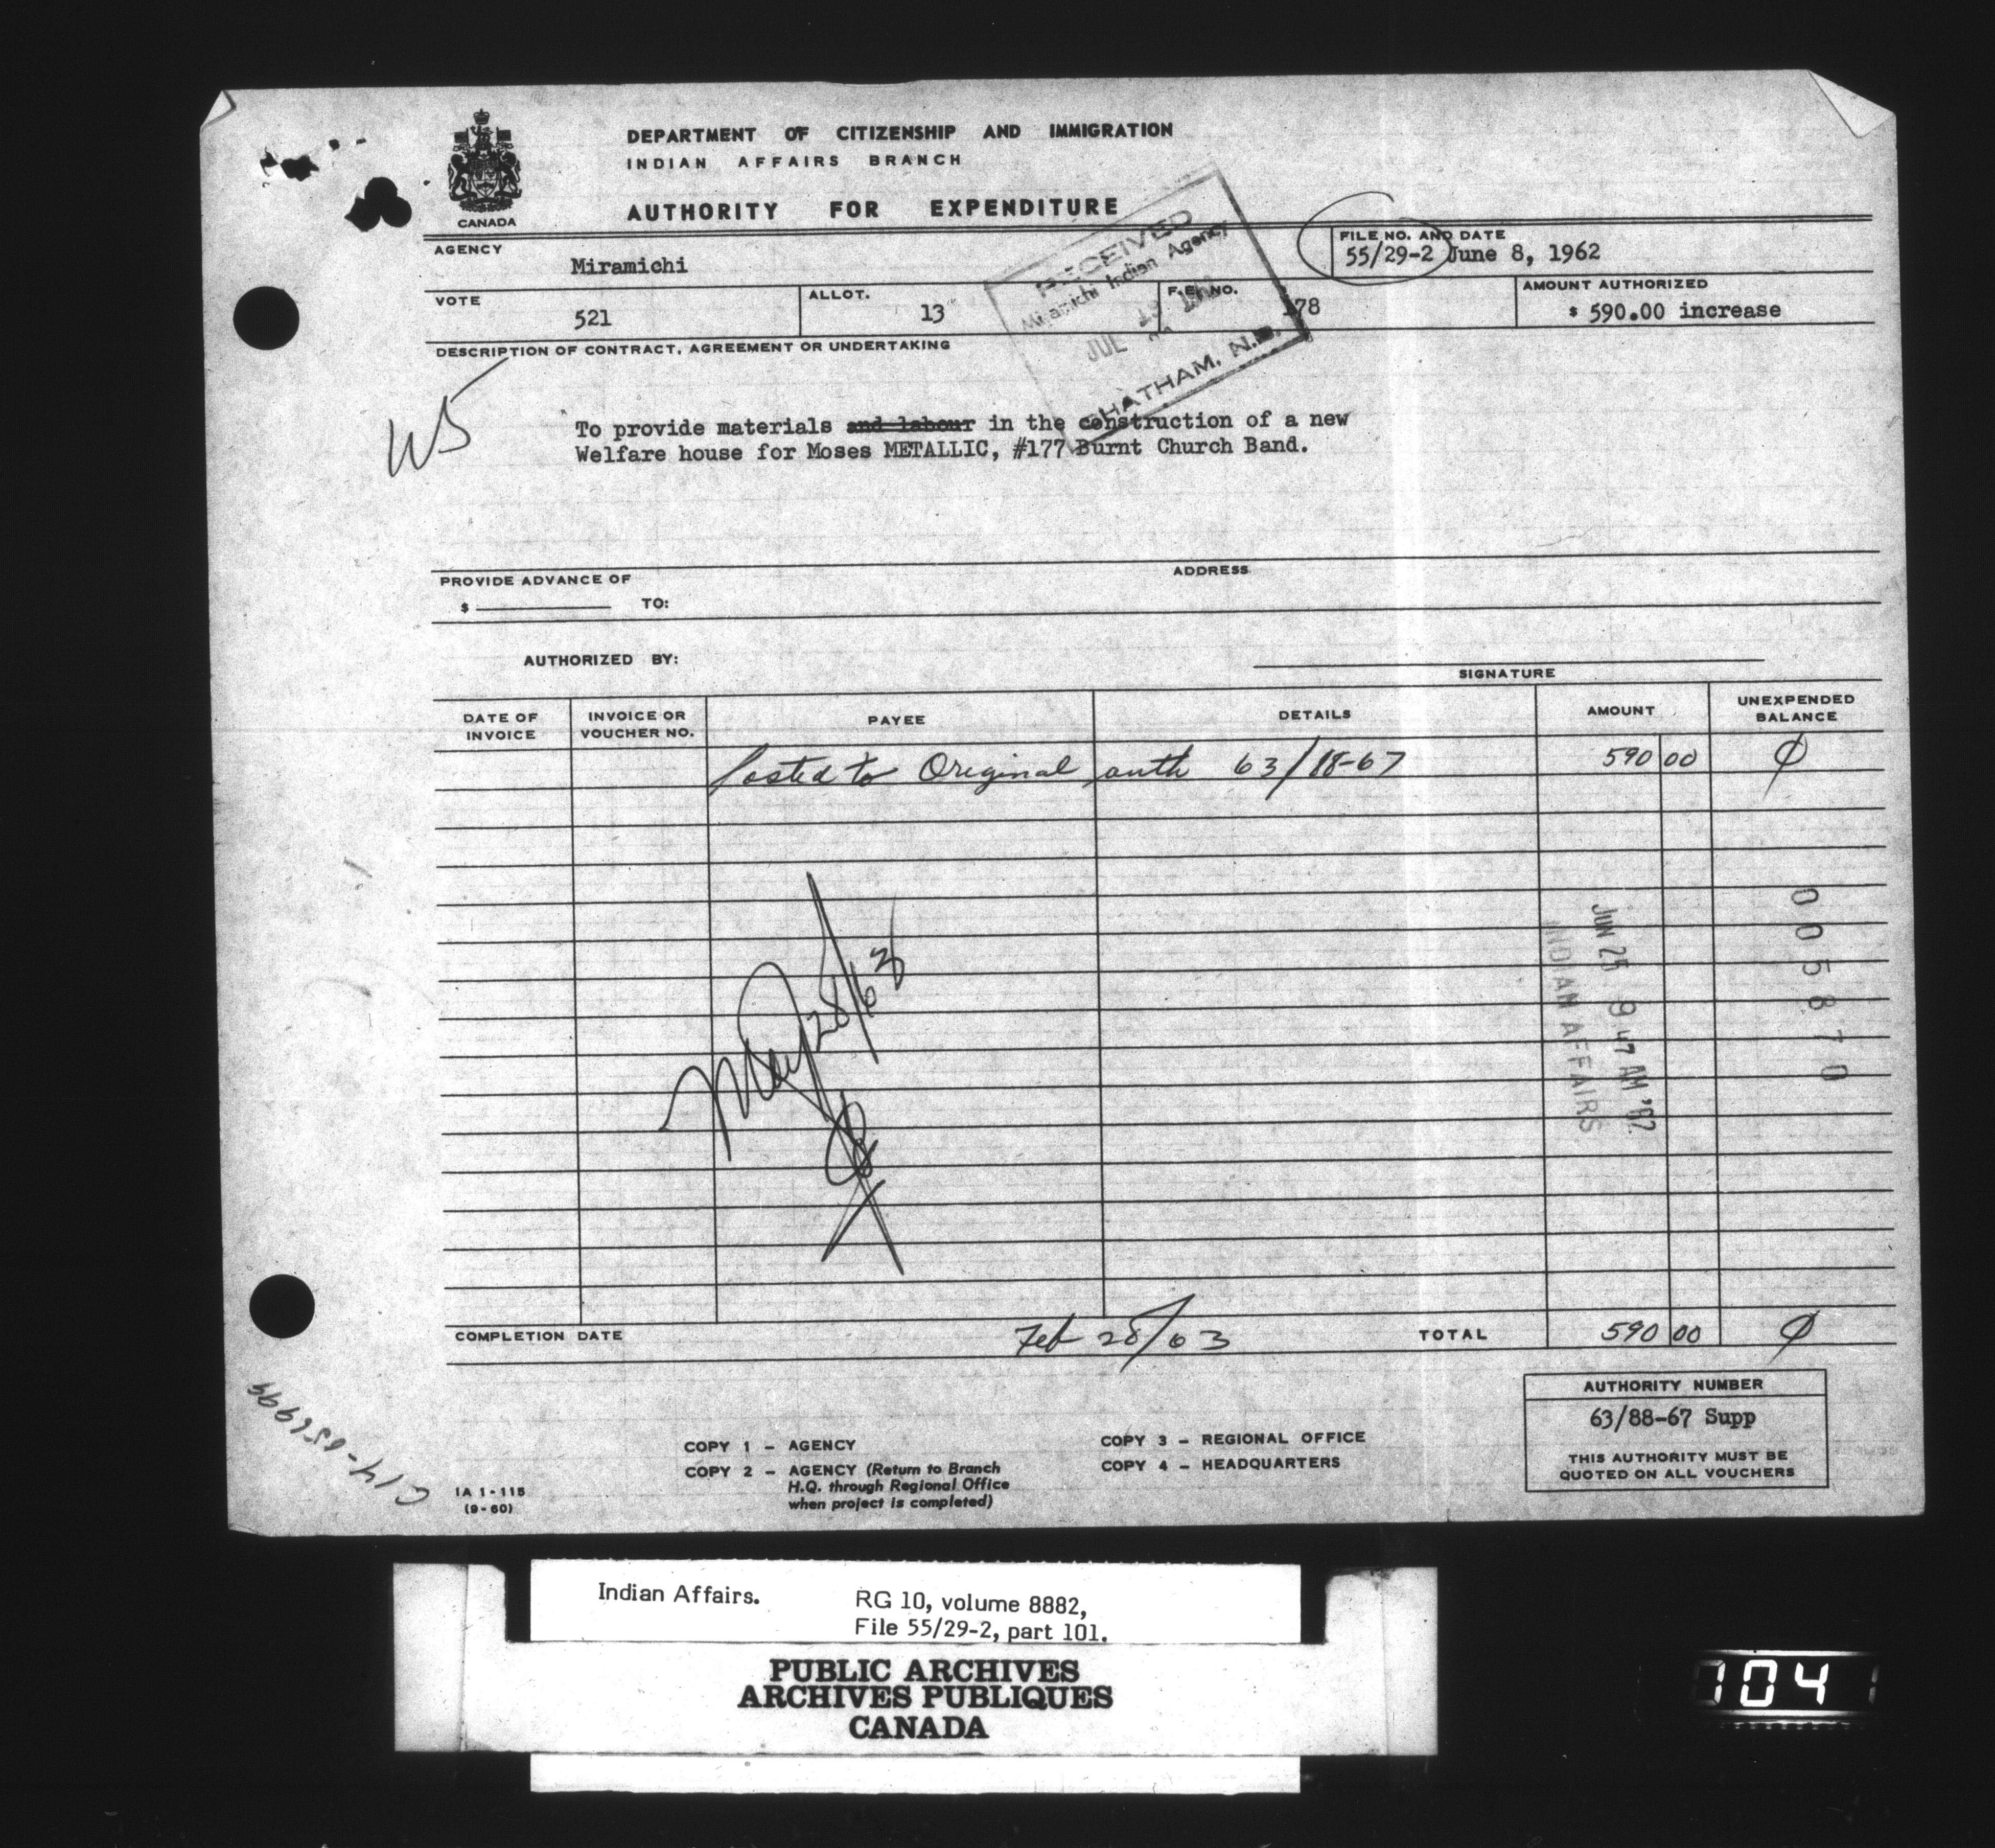 DEPARTMENT OF CITIZENSHIP AND IMMIGRATION
INDIAN AFFAIRS BRANCH
AUTHORITY FOR EXPENDITURE
CANADA
RECEIVED
Miramichi Indian Agency
JUL 13
CHATHAM, N.B.
AGENCY
Miramichi
FILE NO. AND DATE
55/29-2 June 8, 1962
VOTE
521
ALLOT.
13
F.E. NO.
178
AMOUNT AUTHORIZED
$ 590.00 increase
DESCRIPTION OF CONTRACT, AGREEMENT OR UNDERTAKING
W5
To provide materials and labour in the construction of a new
Welfare house for Moses METALLIC, #177 Burnt Church Band.
PROVIDE ADVANCE OF
ADDRESS
$ TO:
AUTHORIZED BY:
SIGNATURE
DATE OF INVOICE
INVOICE OR VOUCHER NO.
PAYEE
DETAILS
AMOUNT
UNEXPENDED BALANCE
Posted to Original auth 63/88-67 590 00 Ø
May 28/63
JUN 25 9 47 AM '62
INDIAN AFFAIRS
005870
COMPLETION DATE Feb 28/63 TOTAL 590 00 Ø
AUTHORITY NUMBER
63/88-67 Supp
THIS AUTHORITY MUST BE
QUOTED ON ALL VOUCHERS
COPY 1 - AGENCY
COPY 2 - AGENCY (Return to Branch
H.Q. through Regional Office
when project is completed)
COPY 3 - REGIONAL OFFICE
COPY 4 - HEADQUARTERS
IA 1-115
(9-60)
Indian Affairs.
RG 10, volume 8882,
File 55/29-2, part 101.
PUBLIC ARCHIVES
ARCHIVES PUBLIQUES
CANADA
104